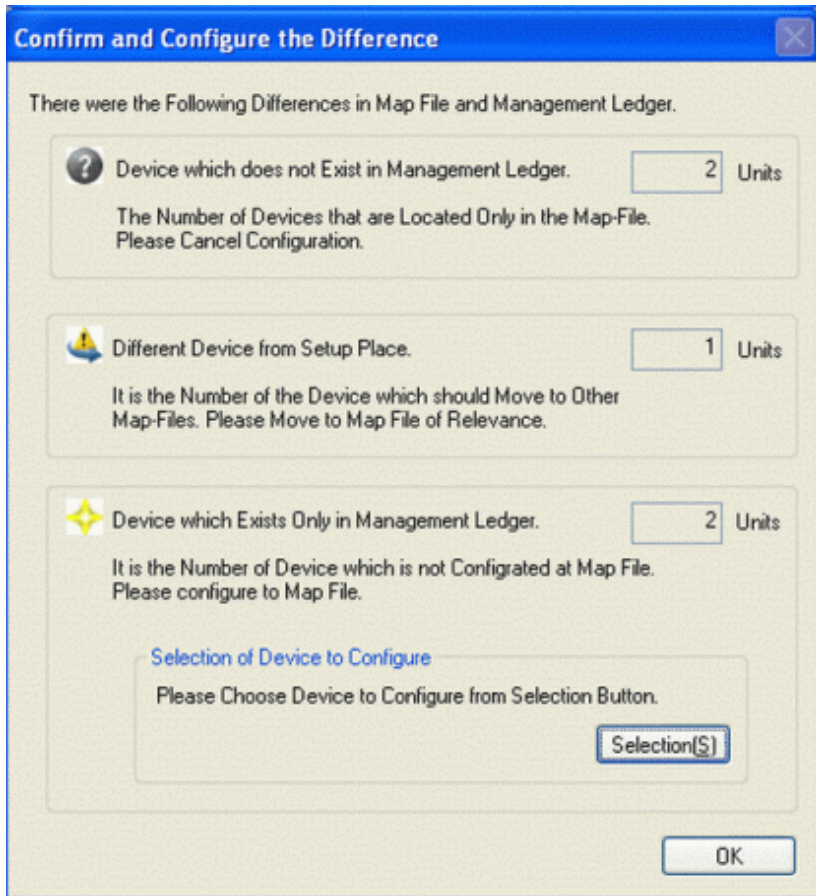 Confirm and Configure the Difference
There were the Following Differences in Map File and Management Ledger.
Device which does not Exist in Management Ledger. 2 Units
The Number of Devices that are Located Only in the Map-File.
Please Cancel Configuration.
Different Device from Setup Place. 1 Units
It is the Number of the Device which should Move to Other
Map-Files. Please Move to Map File of Relevance.
Device which Exists Only in Management Ledger. 2 Units
It is the Number of Device which is not Configrated at Map File.
Please configure to Map File.
Selection of Device to Configure
Please Choose Device to Configure from Selection Button.
Selection(S)
OK